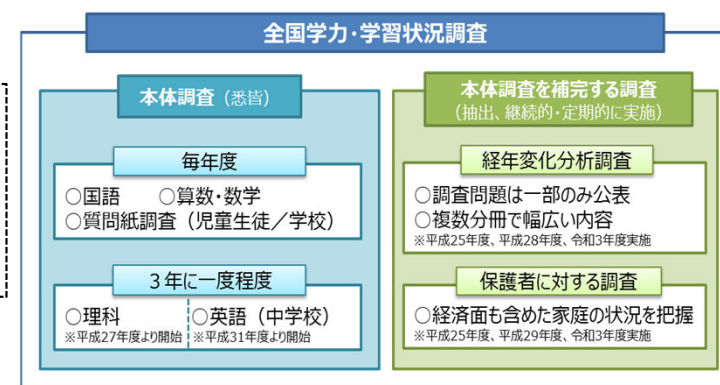 全国学力・学習状況調査
本体調査（悉皆）
毎年度
○国語　○算数・数学
○質問紙調査（児童生徒／学校）
３年に一度程度
○理科
※平成27年度より開始
○英語（中学校）
※平成31年度より開始
本体調査を補完する調査
（抽出、継続的・定期的に実施）
経年変化分析調査
○調査問題は一部のみ公表
○複数分冊で幅広い内容
※平成25年度、平成28年度、令和3年度実施
保護者に対する調査
○経済面も含めた家庭の状況を把握
※平成25年度、平成29年度、令和3年度実施